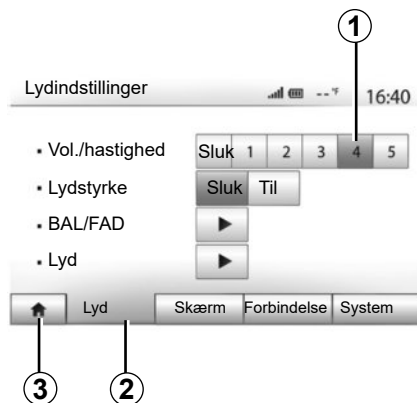 1
Lydindstillinger --°F 16:40
▪ Vol./hastighed Sluk 1 2 3 4 5
▪ Lydstyrke Sluk Til
▪ BAL/FAD
▪ Lyd
Lyd Skærm Forbindelse System
3 2